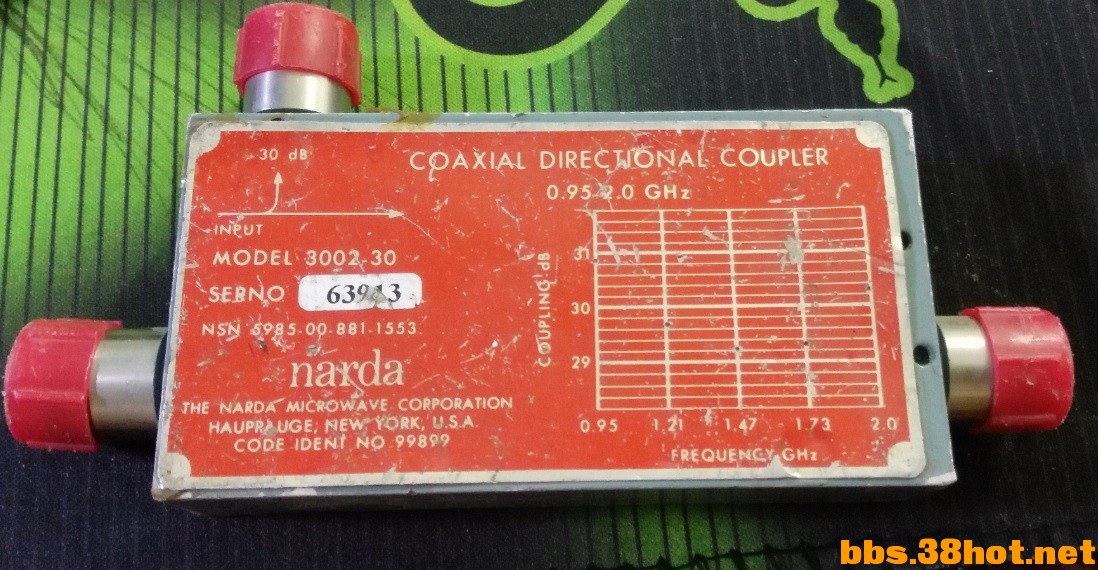 30 dB
COAXIAL DIRECTIONAL COUPLER
0.95-2.0 GHz
INPUT
MODEL 3002-30
SERNO 63913
NSN 5985-00-881-1553
narda
THE NARDA MICROWAVE CORPORATION
HAUPPAUGE, NEW YORK, U.S.A.
CODE IDENT NO 99899
COUPLING dB
31
30
29
0.95 1.21 1.47 1.73 2.0
FREQUENCY GHz
bbs.38hot.net